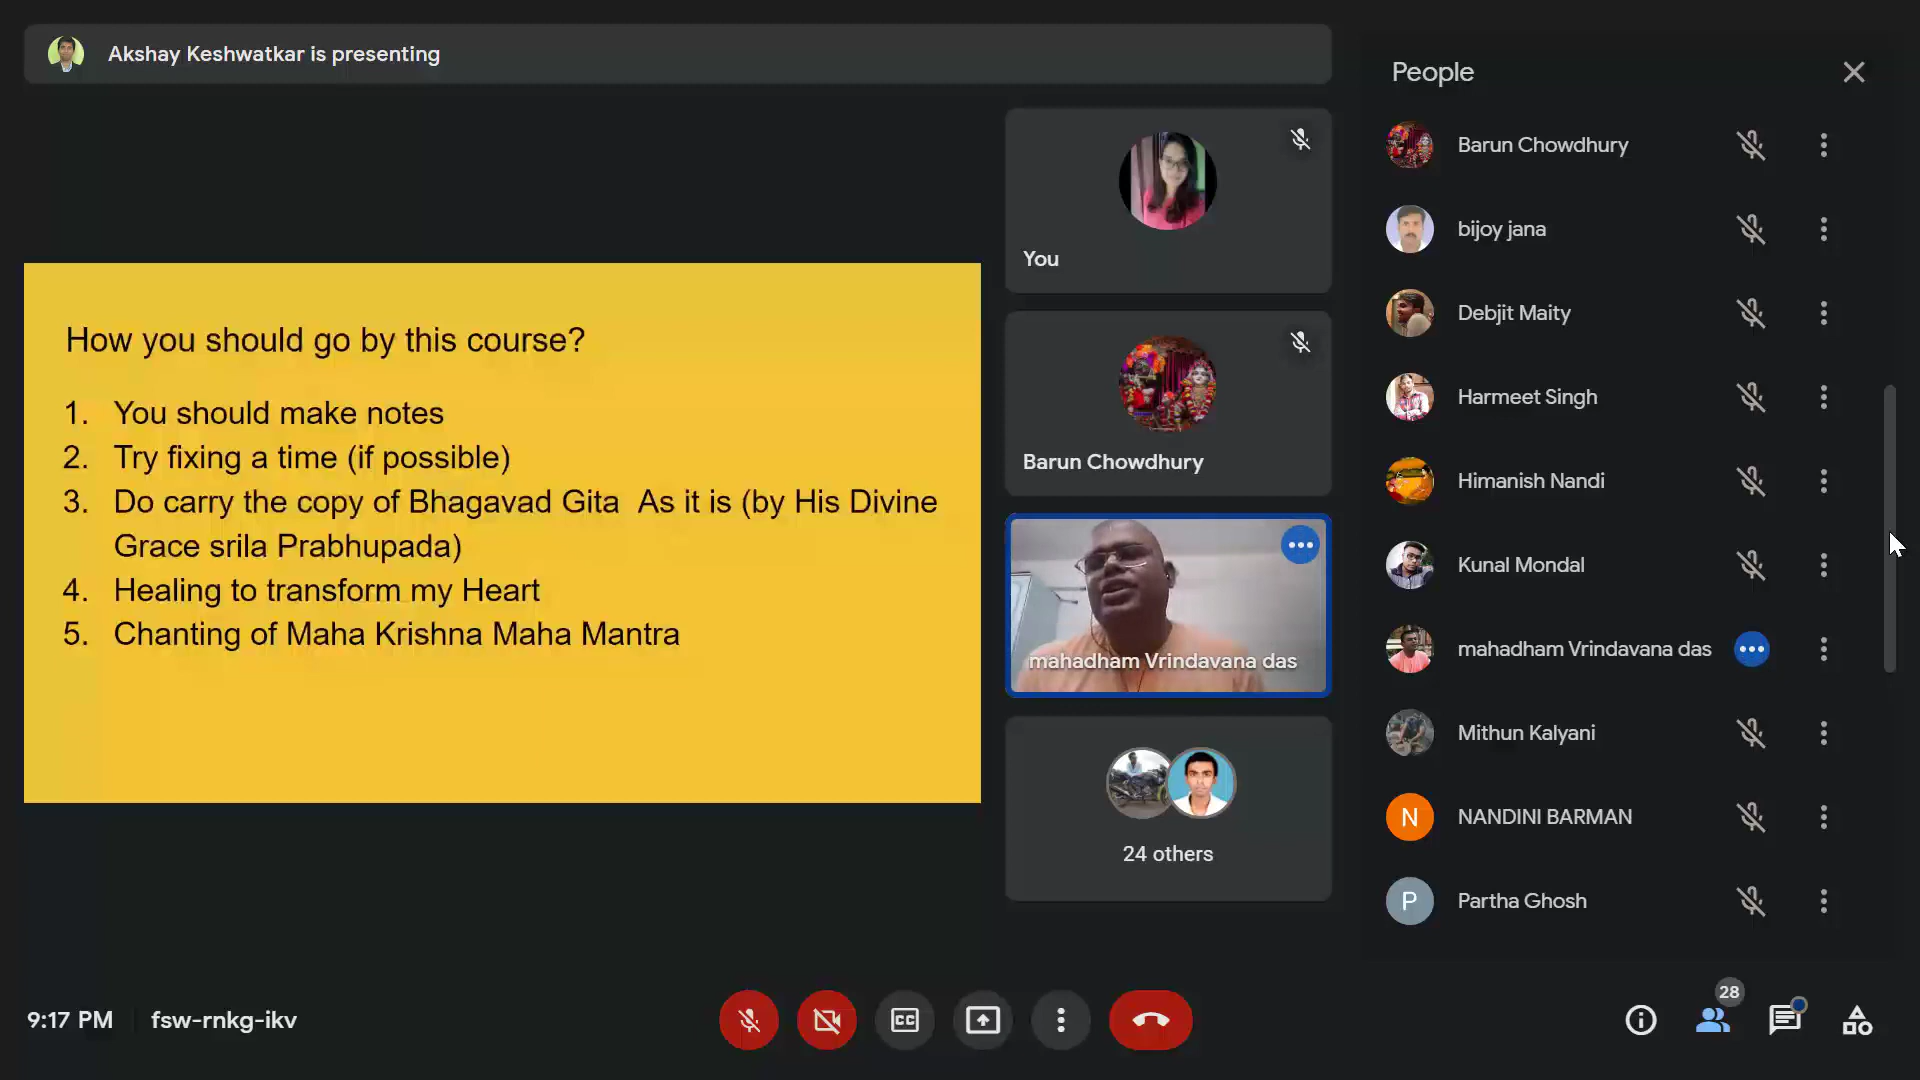 Akshay Keshwatkar is presenting
How you should go by this course?
1. You should make notes
2. Try fixing a time (if possible)
3. Do carry the copy of Bhagavad Gita  As it is (by His Divine
Grace srila Prabhupada)
4. Healing to transform my Heart
5. Chanting of Maha Krishna Maha Mantra
You
Barun Chowdhury
mahadham Vrindavana das
24 others
People
Barun Chowdhury
bijoy jana
Debjit Maity
Harmeet Singh
Himanish Nandi
Kunal Mondal
mahadham Vrindavana das
Mithun Kalyani
N NANDINI BARMAN
P Partha Ghosh
9:17 PM fsw-rnkg-ikv
CC
28